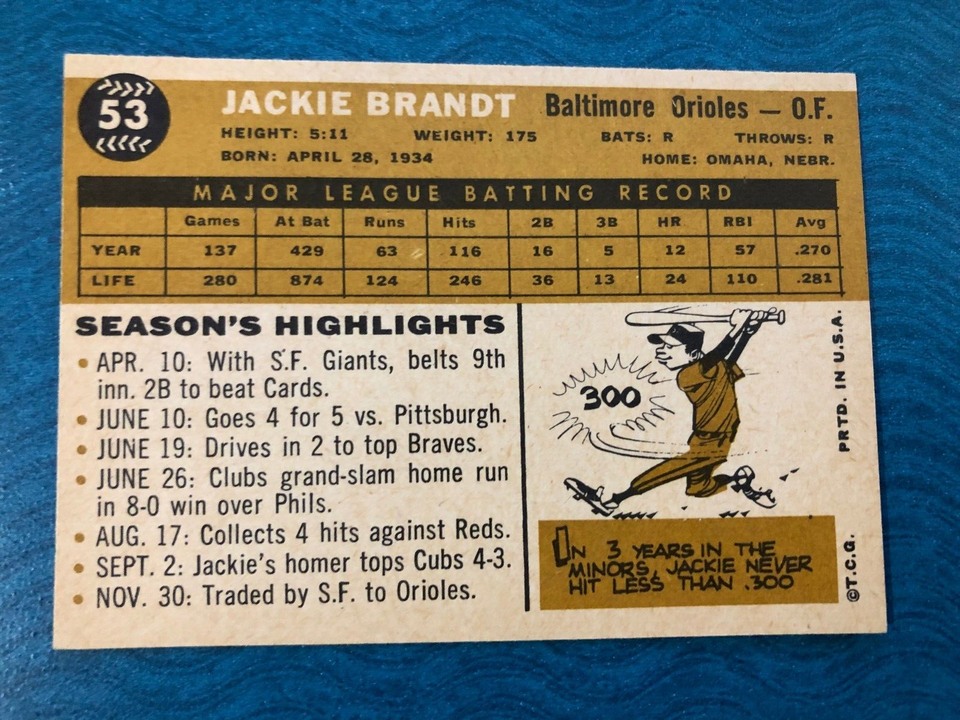 53
JACKIE BRANDT Baltimore Orioles — O.F.
HEIGHT: 5:11 WEIGHT: 175 BATS: R THROWS: R
BORN: APRIL 28, 1934 HOME: OMAHA, NEBR.
MAJOR LEAGUE BATTING RECORD
Games At Bat Runs Hits 2B 3B HR RBI Avg
YEAR 137 429 63 116 16 5 12 57 .270
LIFE 280 874 124 246 36 13 24 110 .281
SEASON'S HIGHLIGHTS
• APR. 10: With S.F. Giants, belts 9th
inn. 2B to beat Cards.
• JUNE 10: Goes 4 for 5 vs. Pittsburgh.
• JUNE 19: Drives in 2 to top Braves.
• JUNE 26: Clubs grand-slam home run
in 8-0 win over Phils.
• AUG. 17: Collects 4 hits against Reds.
• SEPT. 2: Jackie's homer tops Cubs 4-3.
• NOV. 30: Traded by S.F. to Orioles.
300
IN 3 YEARS IN THE
MINORS, JACKIE NEVER
HIT LESS THAN .300
PRTD. IN U.S.A.
©T.C.G.